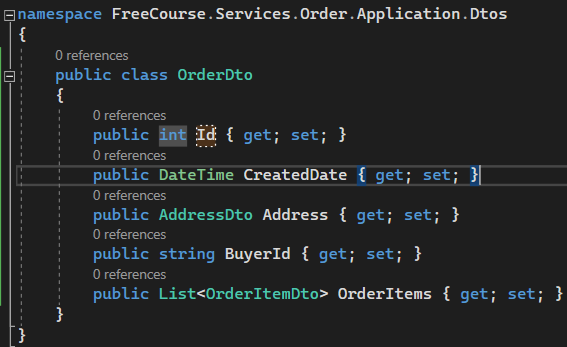 namespace FreeCourse.Services.Order.Application.Dtos
{
0 references
public class OrderDto
{
0 references
public int Id { get; set; }
0 references
public DateTime CreatedDate { get; set; }
0 references
public AddressDto Address { get; set; }
0 references
public string BuyerId { get; set; }
0 references
public List<OrderItemDto> OrderItems { get; set; }
}
}